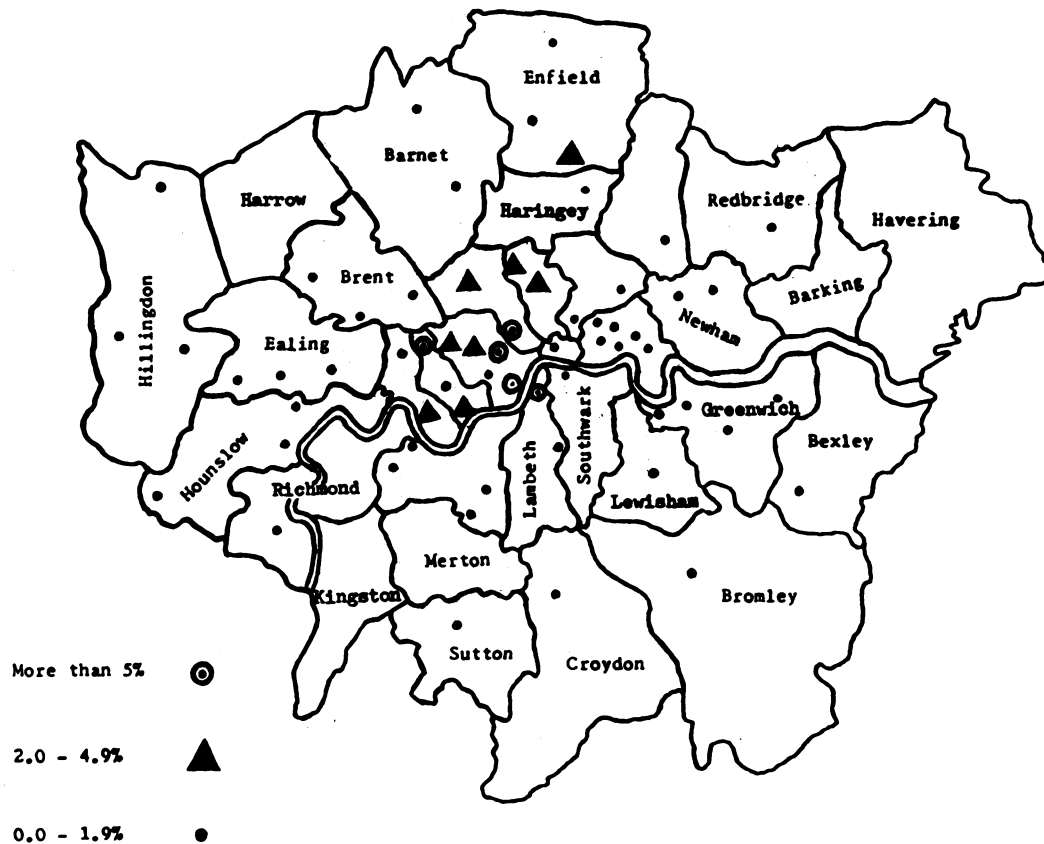 Enfield
Barnet
Harrow
Haringey
Redbridge
Havering
Brent
Barking
Hillingdon
Ealing
Newham
Greenwich
Hounslow
Bexley
Richmond
Lambeth
Southwark
Lewisham
Merton
Kingston
Bromley
Sutton
Croydon
More than 5%
2.0 - 4.9%
0.0 - 1.9%